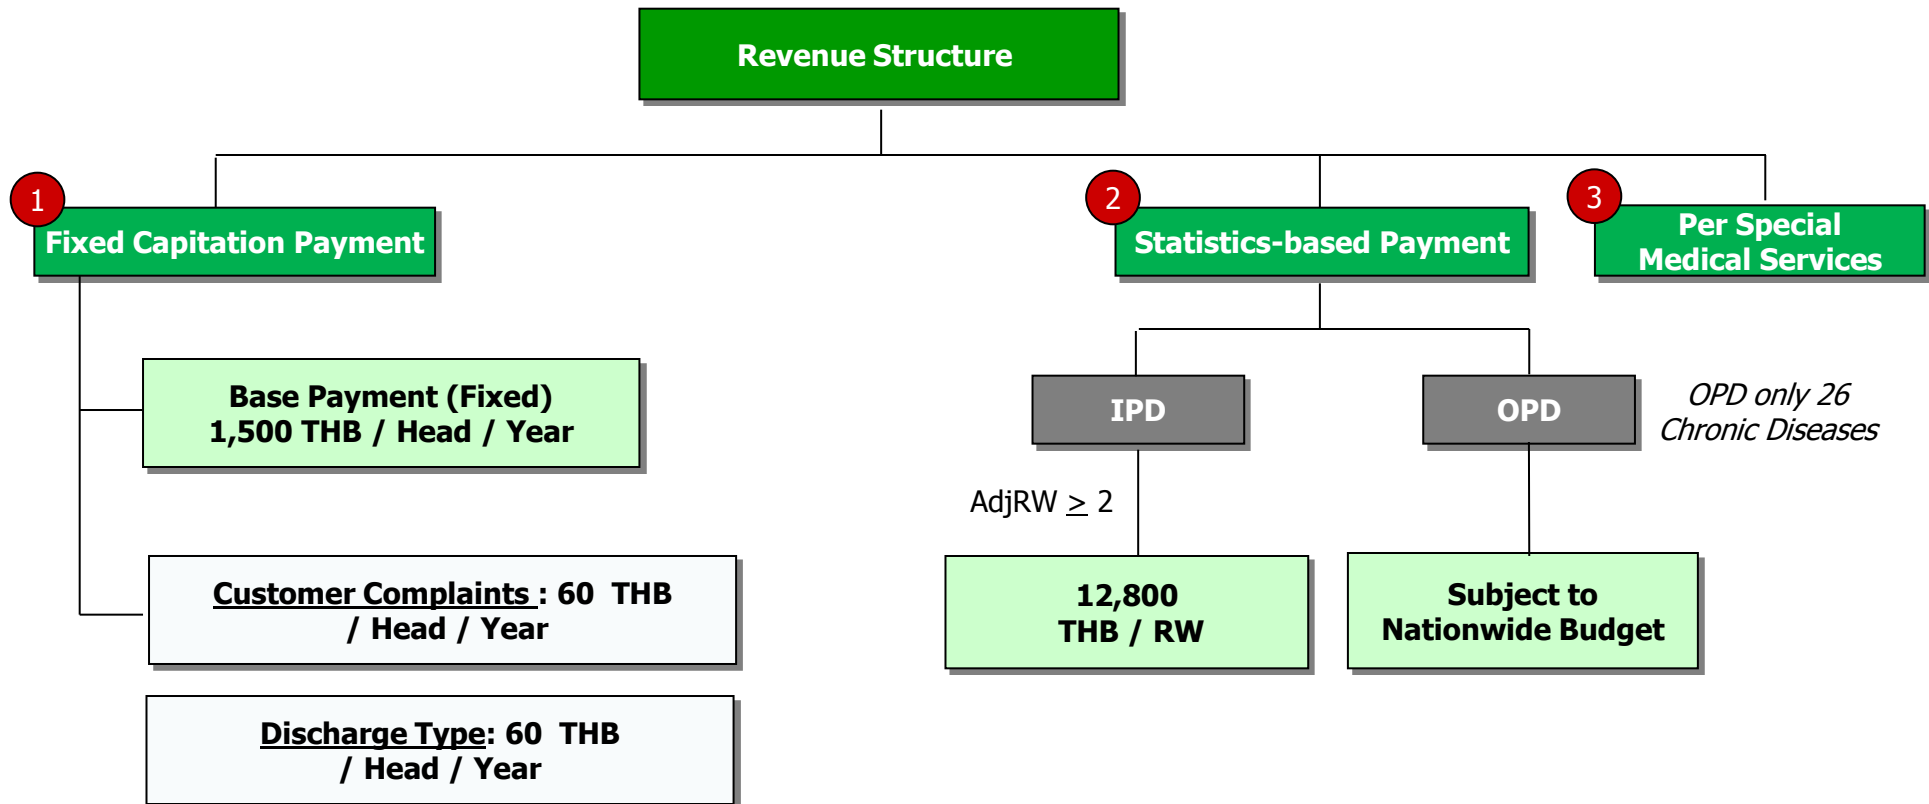 Revenue Structure
1
Fixed Capitation Payment
2
Statistics-based Payment
3
Per Special
Medical Services
Base Payment (Fixed)
1,500 THB / Head / Year
IPD
OPD
OPD only 26
Chronic Diseases
AdjRW ≥ 2
Customer Complaints : 60 THB
/ Head / Year
12,800
THB / RW
Subject to
Nationwide Budget
Discharge Type: 60 THB
/ Head / Year